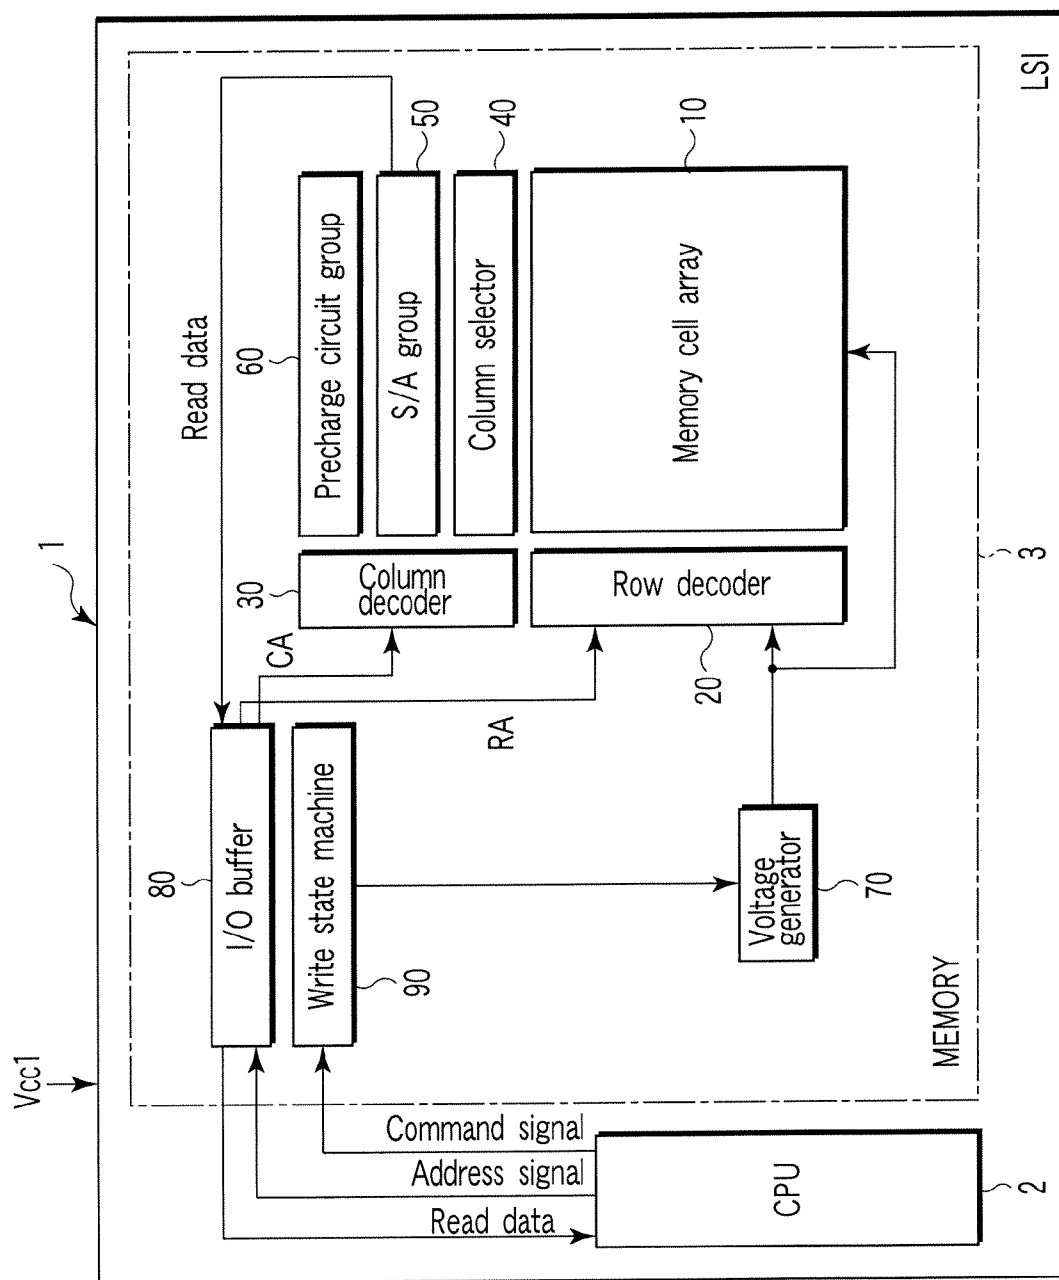 Vcc1
1
LSI
MEMORY
3
CPU
2
Read data
Address signal
Command signal
I/O buffer
80
Write state machine
90
Voltage
generator
70
Read data
CA
RA
Column
decoder
30
Row decoder
20
Precharge circuit group
60
S/A group
50
Column selector
40
Memory cell array
10